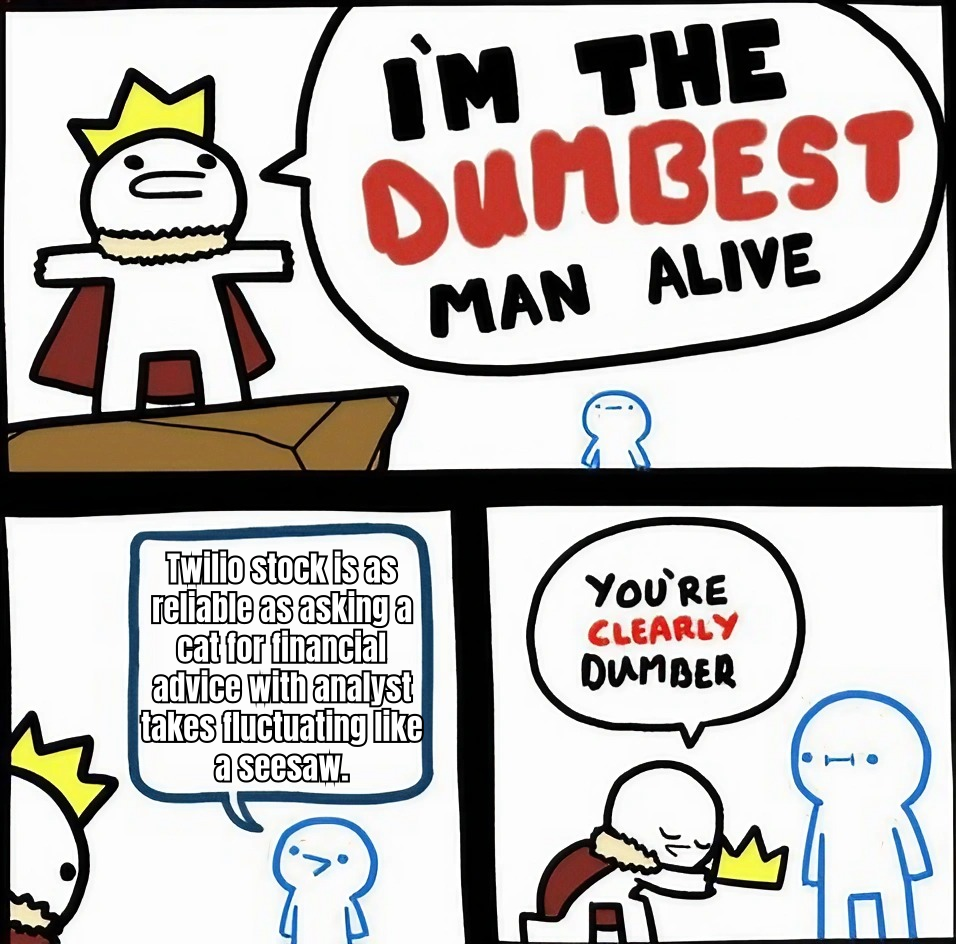 I'M THE
DUMBEST
MAN ALIVE
Twilio stock is as
reliable as asking a
cat for financial
advice with analyst
takes fluctuating like
a seesaw.
YOU'RE
CLEARLY
DUMBER